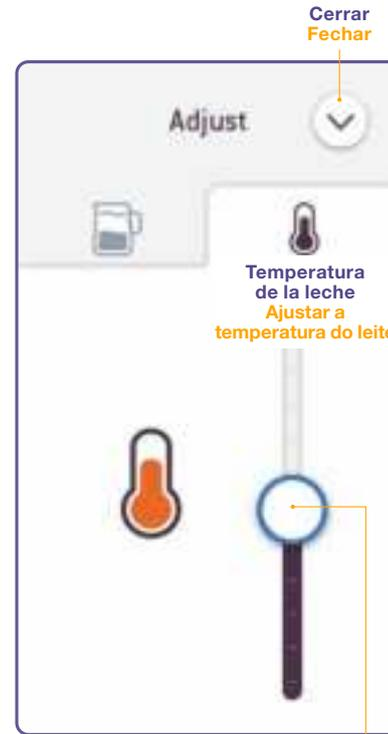 Cerrar
Fechar
Adjust
Temperatura
de la leche
Ajustar a
temperatura do leite